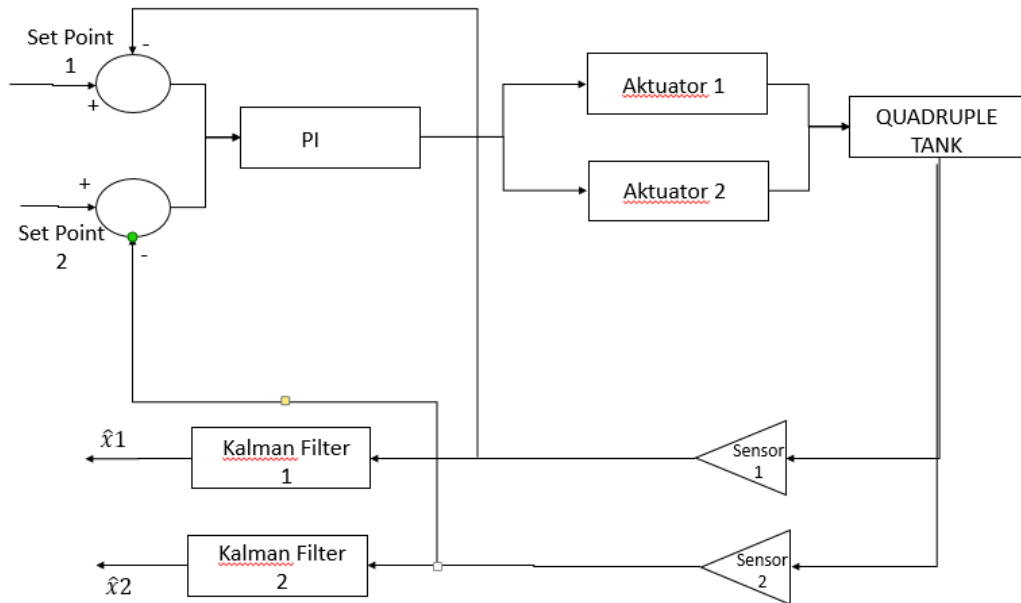 Set Point
1
-
+
PI
Aktuator 1
QUADRUPLE
TANK
Aktuator 2
+
Set Point
2
-
x̂1
Kalman Filter
1
Sensor
1
x̂2
Kalman Filter
2
Sensor
2